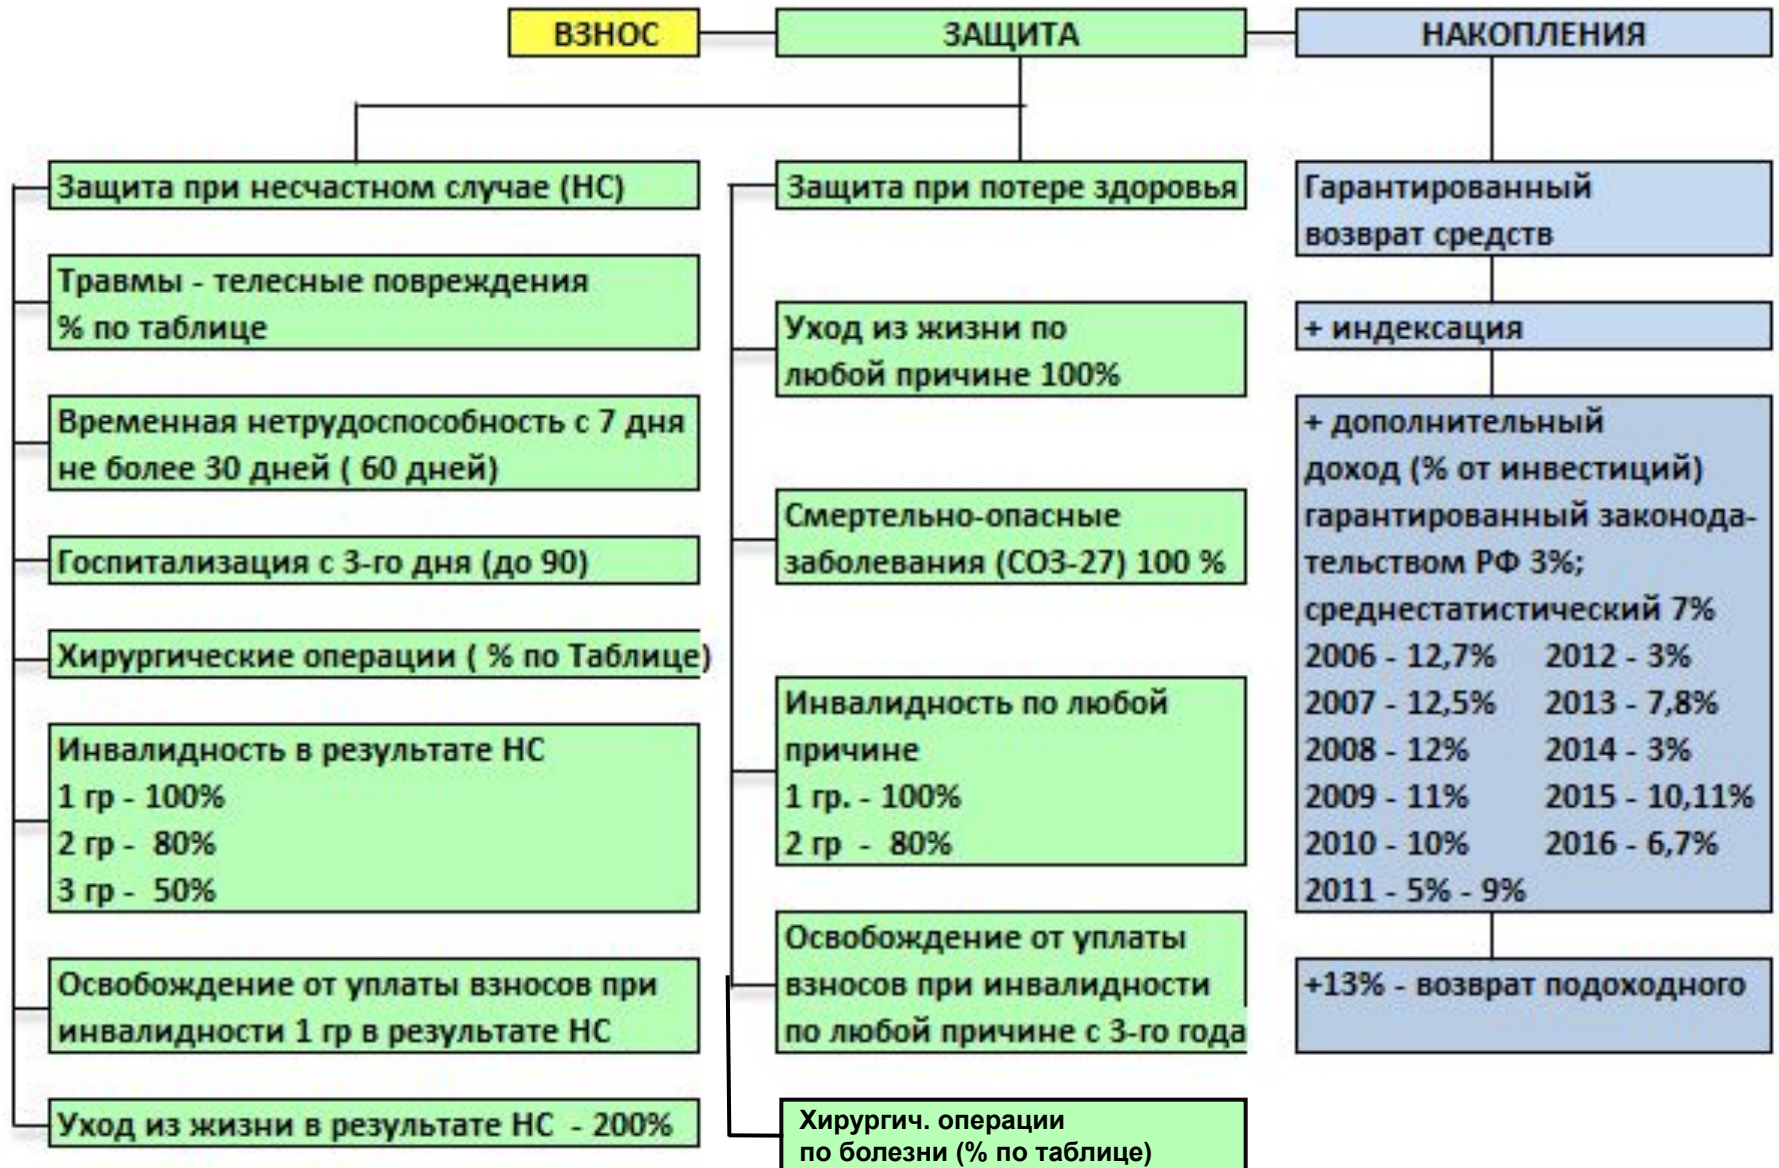 ВЗНОС
ЗАЩИТА
НАКОПЛЕНИЯ
Защита при несчастном случае (НС)
Травмы - телесные повреждения
% по таблице
Временная нетрудоспособность с 7 дня
не более 30 дней ( 60 дней)
Госпитализация с 3-го дня (до 90)
Хирургические операции ( % по Таблице)
Инвалидность в результате НС
1 гр - 100%
2 гр - 80%
3 гр - 50%
Освобождение от уплаты взносов при
инвалидности 1 гр в результате НС
Уход из жизни в результате НС - 200%
Защита при потере здоровья
Уход из жизни по
любой причине 100%
Смертельно-опасные
заболевания (СОЗ-27) 100 %
Инвалидность по любой
причине
1 гр. - 100%
2 гр - 80%
Освобождение от уплаты
взносов при инвалидности
по любой причине с 3-го года
Хирургич. операции
по болезни (% по таблице)
Гарантированный
возврат средств
+ индексация
+ дополнительный
доход (% от инвестиций)
гарантированный законода-
тельством РФ 3%;
среднестатистический 7%
2006 - 12,7% 2012 - 3%
2007 - 12,5% 2013 - 7,8%
2008 - 12% 2014 - 3%
2009 - 11% 2015 - 10,11%
2010 - 10% 2016 - 6,7%
2011 - 5% - 9%
+13% - возврат подоходного